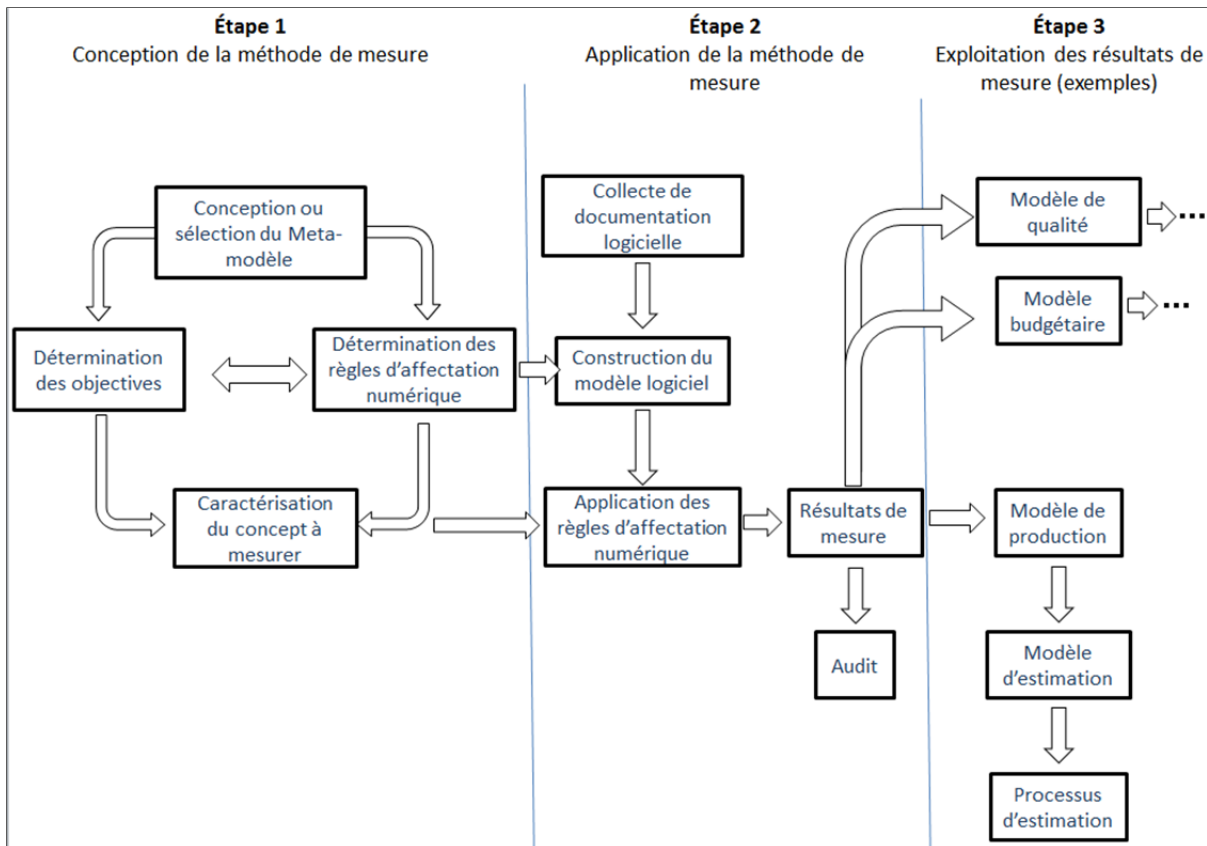 Étape 1
Conception de la méthode de mesure
Étape 2
Application de la méthode de
mesure
Étape 3
Exploitation des résultats de
mesure (exemples)
Conception ou
sélection du Meta-
modèle
Détermination
des objectives
Détermination des
règles d'affectation
numérique
Caractérisation
du concept à
mesurer
Collecte de
documentation
logicielle
Construction du
modèle logiciel
Application des
règles d'affectation
numérique
Résultats de
mesure
Audit
Modèle de
qualité
...
Modèle
budgétaire
...
Modèle de
production
Modèle
d'estimation
Processus
d'estimation